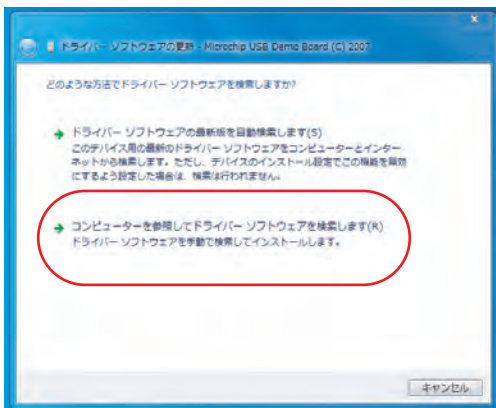 ドライバー ソフトウェアの更新 - Microchip USB Demo Board (C) 2007
どのような方法でドライバー ソフトウェアを検索しますか?
ドライバー ソフトウェアの最新版を自動検索します(S)
このデバイス用の最新のドライバー ソフトウェアをコンピューターとインター
ネットから検索します。ただし、デバイスのインストール設定でこの機能を無効
にするよう設定した場合は、検索は行われません。
コンピューターを参照してドライバー ソフトウェアを検索します(R)
ドライバー ソフトウェアを手動で検索してインストールします。
キャンセル